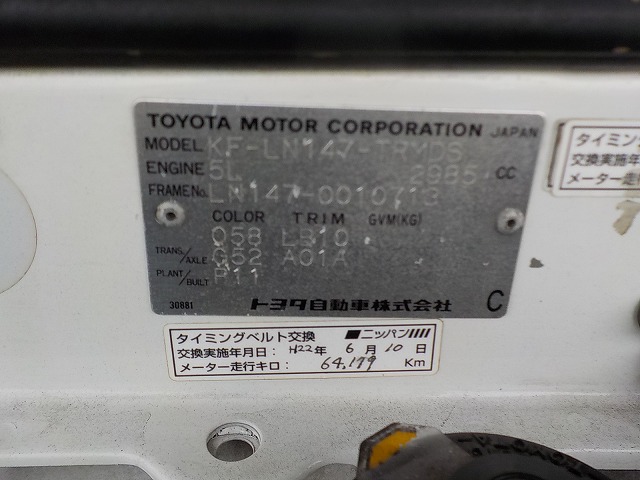 TOYOTA MOTOR CORPORATION JAPAN
MODEL KF-LN147-TRMDS
ENGINE 5L 2985 CC
FRAME No. LN147-0010713
COLOR TRIM GVM(KG)
058 LB10
TRANS./AXLE G52 A01A
PLANT/BUILT P11
30881 トヨタ自動車株式会社 C
タイミングベルト交換 ニッパン
交換実施年月日: H22年 6月 10日
メーター走行キロ: 64,179 Km
タイミン
交換実施
メーター走